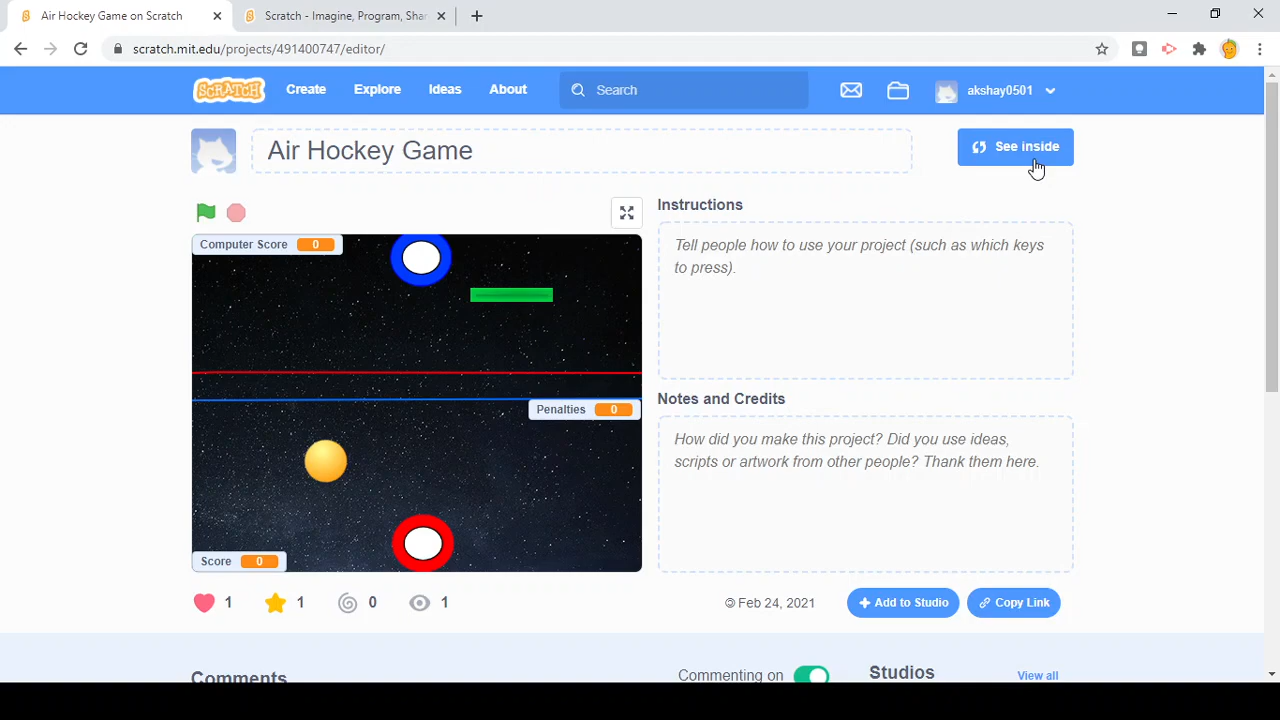 Air Hockey Game on Scratch
Scratch - Imagine, Program, Shar
scratch.mit.edu/projects/491400747/editor/
SCRATCH Create Explore Ideas About Search akshay0501
Air Hockey Game
See inside
Instructions
Tell people how to use your project (such as which keys
to press).
Computer Score 0
Penalties 0
Score 0
Notes and Credits
How did you make this project? Did you use ideas,
scripts or artwork from other people? Thank them here.
1 1 0 1
© Feb 24, 2021
Add to Studio
Copy Link
Comments
Commenting on
Studios
View all